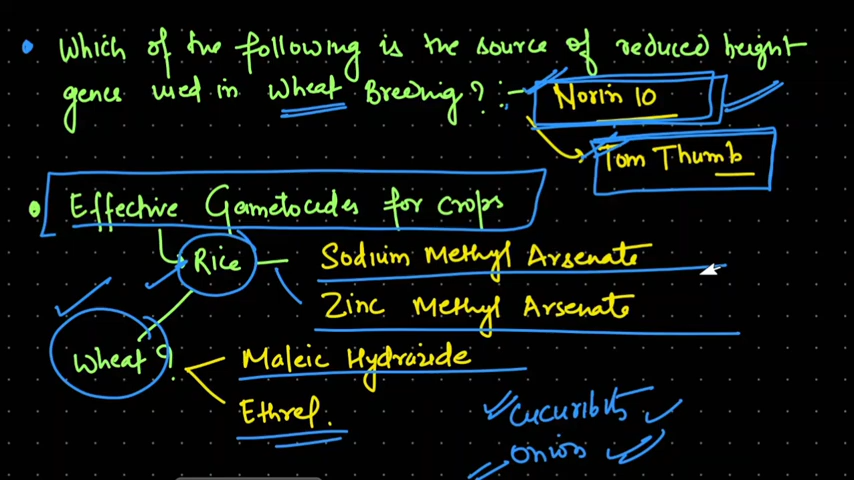 Which of the following is the source of reduced height
genes used in Wheat Breeding? :- Norin 10
Tom Thumb
Effective Gametocides for crops
Rice
Sodium Methyl Arsenate
Zinc Methyl Arsenate
Wheat ?
Maleic Hydrazide
Ethrel.
Cucurbits
Onion